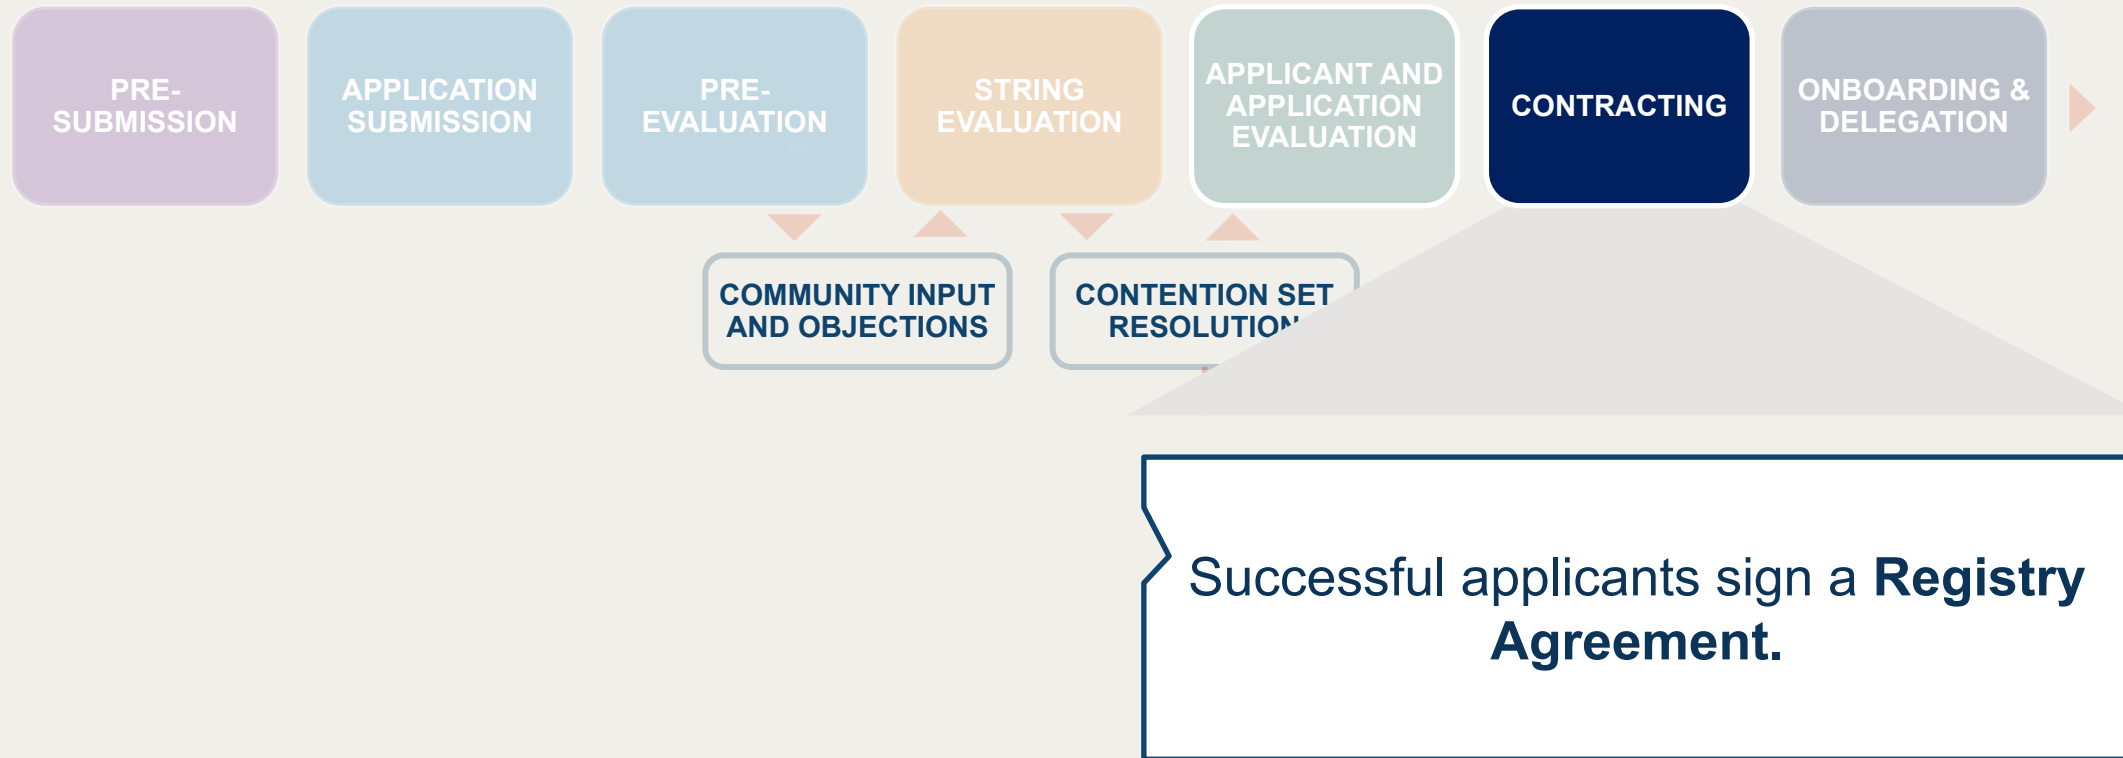 PRE-
SUBMISSION
APPLICATION
SUBMISSION
PRE-
EVALUATION
STRING
EVALUATION
APPLICANT AND
APPLICATION
EVALUATION
CONTRACTING
ONBOARDING &
DELEGATION
COMMUNITY INPUT
AND OBJECTIONS
CONTENTION SET
RESOLUTION
Successful applicants sign a Registry
Agreement.